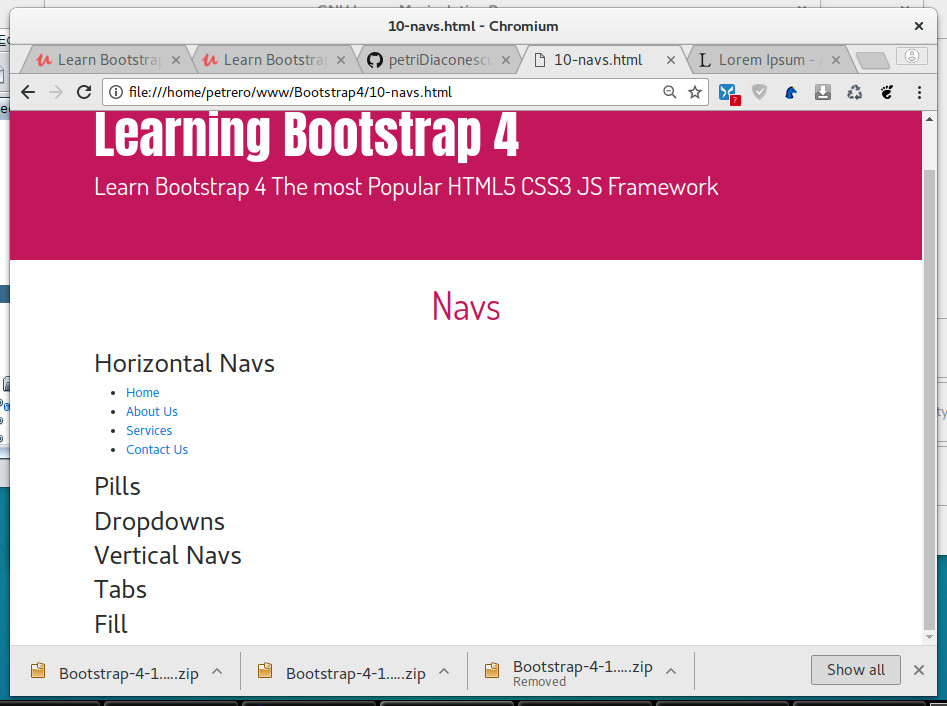 10-navs.html - Chromium
Learn Bootstra
Learn Bootstra
petriDiaconesc
10-navs.html
Lorem Ipsum -
file:///home/petrero/www/Bootstrap4/10-navs.html
Learning Bootstrap 4
Learn Bootstrap 4 The most Popular HTML5 CSS3 JS Framework
Navs
Horizontal Navs
Home
About Us
Services
Contact Us
Pills
Dropdowns
Vertical Navs
Tabs
Fill
Bootstrap-4-1.....zip
Bootstrap-4-1.....zip
Bootstrap-4-1.....zip
Removed
Show all